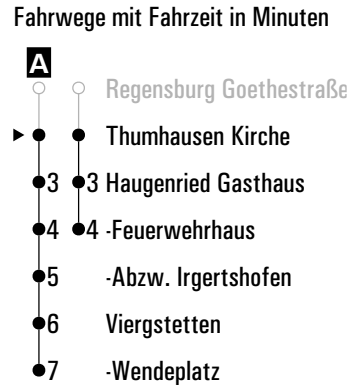 Fahrwege mit Fahrzeit in Minuten
A
Regensburg Goethestraße
Thumhausen Kirche
3 3 Haugenried Gasthaus
4 4 -Feuerwehrhaus
5 -Abzw. Irgertshofen
6 Viergstetten
7 -Wendeplatz